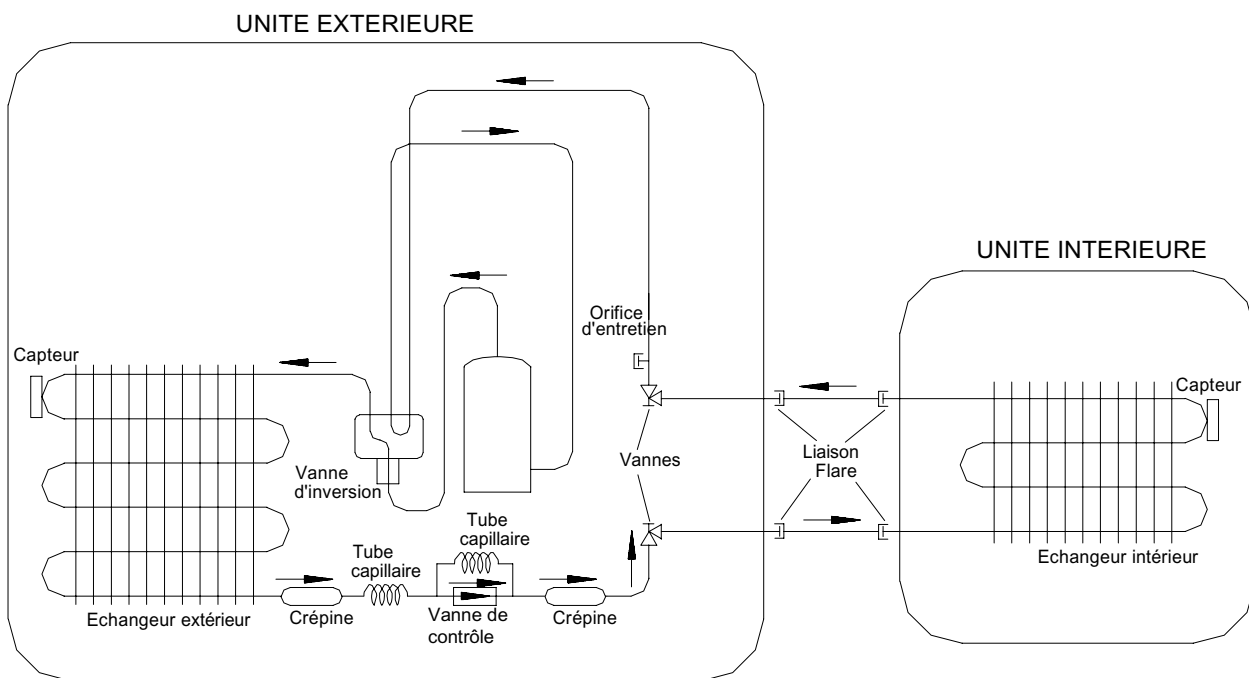 UNITE EXTERIEURE
UNITE INTERIEURE
Orifice
d'entretien
Capteur
Capteur
Vanne
d'inversion
Vannes
Liaison
Flare
Tube
capillaire
Tube
capillaire
Echangeur intérieur
Echangeur extérieur
Crépine
Vanne de
contrôle
Crépine